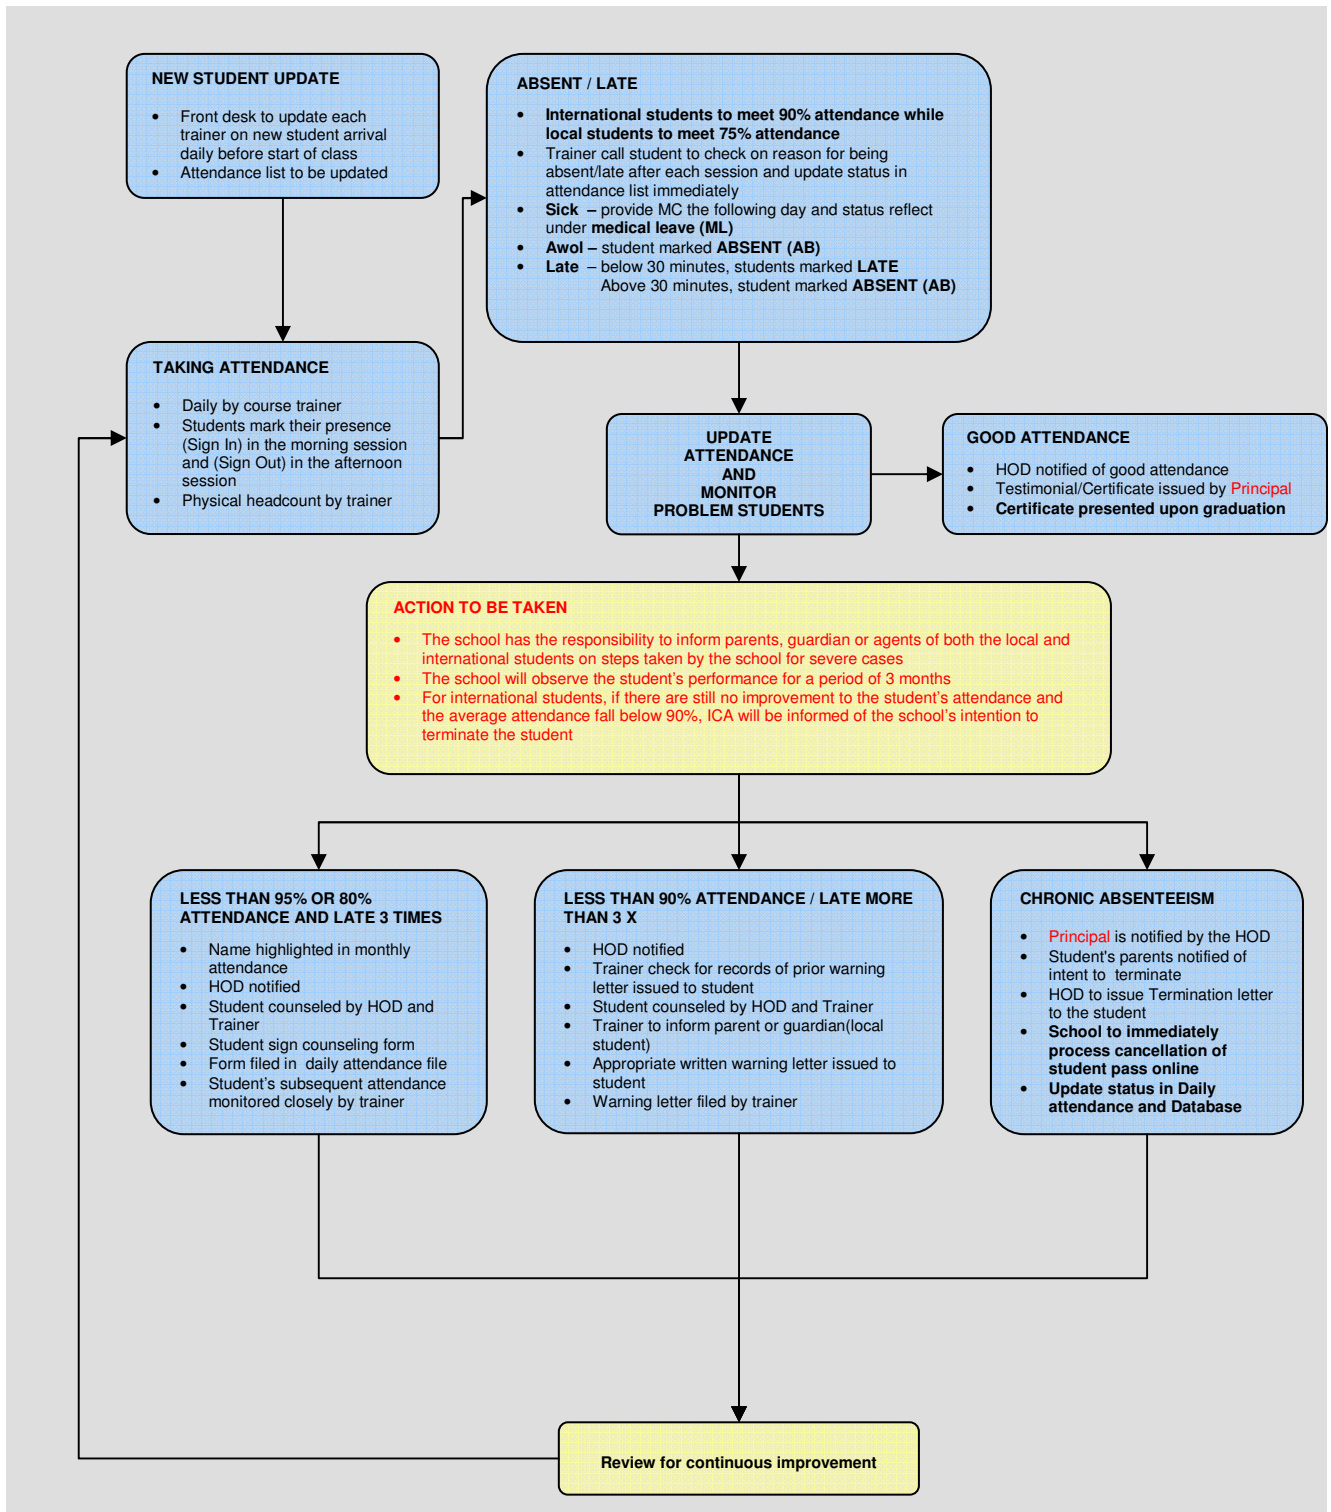 NEW STUDENT UPDATE
• Front desk to update each
trainer on new student arrival
daily before start of class
• Attendance list to be updated
ABSENT / LATE
• International students to meet 90% attendance while
local students to meet 75% attendance
• Trainer call student to check on reason for being
absent/late after each session and update status in
attendance list immediately
• Sick – provide MC the following day and status reflect
under medical leave (ML)
• Awol – student marked ABSENT (AB)
• Late – below 30 minutes, students marked LATE
Above 30 minutes, student marked ABSENT (AB)
TAKING ATTENDANCE
• Daily by course trainer
• Students mark their presence
(Sign In) in the morning session
and (Sign Out) in the afternoon
session
• Physical headcount by trainer
UPDATE
ATTENDANCE
AND
MONITOR
PROBLEM STUDENTS
GOOD ATTENDANCE
• HOD notified of good attendance
• Testimonial/Certificate issued by Principal
• Certificate presented upon graduation
ACTION TO BE TAKEN
• The school has the responsibility to inform parents, guardian or agents of both the local and
international students on steps taken by the school for severe cases
• The school will observe the student's performance for a period of 3 months
• For international students, if there are still no improvement to the student's attendance and
the average attendance fall below 90%, ICA will be informed of the school's intention to
terminate the student
LESS THAN 95% OR 80%
ATTENDANCE AND LATE 3 TIMES
• Name highlighted in monthly
attendance
• HOD notified
• Student counseled by HOD and
Trainer
• Student sign counseling form
• Form filed in daily attendance file
• Student's subsequent attendance
monitored closely by trainer
LESS THAN 90% ATTENDANCE / LATE MORE
THAN 3 X
• HOD notified
• Trainer check for records of prior warning
letter issued to student
• Student counseled by HOD and Trainer
• Trainer to inform parent or guardian(local
student)
• Appropriate written warning letter issued to
student
• Warning letter filed by trainer
CHRONIC ABSENTEEISM
• Principal is notified by the HOD
• Student's parents notified of
intent to terminate
• HOD to issue Termination letter
to the student
• School to immediately
process cancellation of
student pass online
• Update status in Daily
attendance and Database
Review for continuous improvement